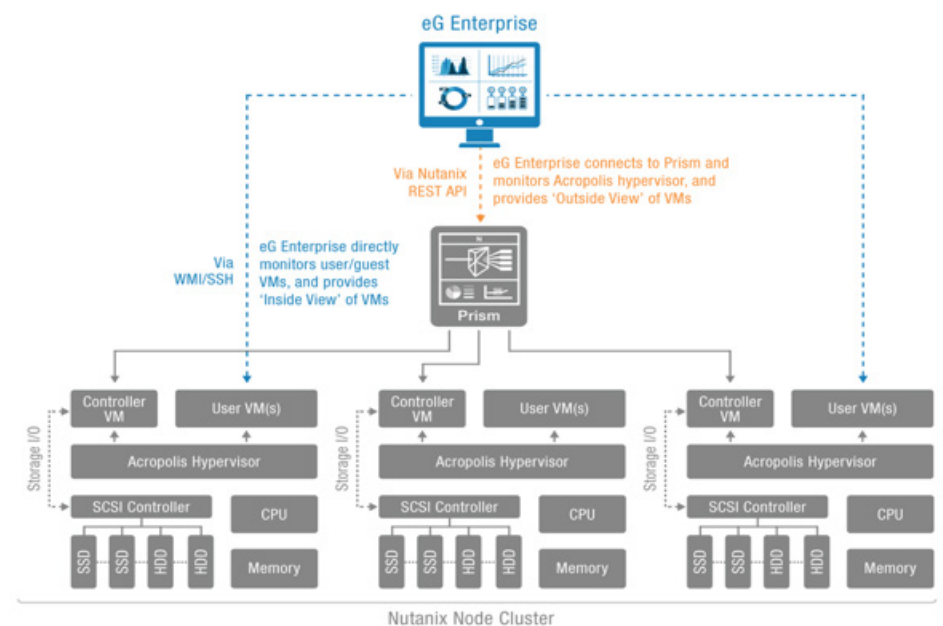 eG Enterprise
Via Nutanix
REST API
eG Enterprise connects to Prism and
monitors Acropolis hypervisor, and
provides ‘Outside View’ of VMs
Via
WMI/SSH
eG Enterprise directly
monitors user/guest
VMs, and provides
‘Inside View’ of VMs
N
Prism
Controller
VM
User VM(s)
Controller
VM
User VM(s)
Controller
VM
User VM(s)
Storage I/O
Acropolis Hypervisor
Storage I/O
Acropolis Hypervisor
Storage I/O
Acropolis Hypervisor
SCSI Controller
CPU
SCSI Controller
CPU
SCSI Controller
CPU
SSD
SSD
HDD
HDD
Memory
SSD
SSD
HDD
HDD
Memory
SSD
SSD
HDD
HDD
Memory
Nutanix Node Cluster